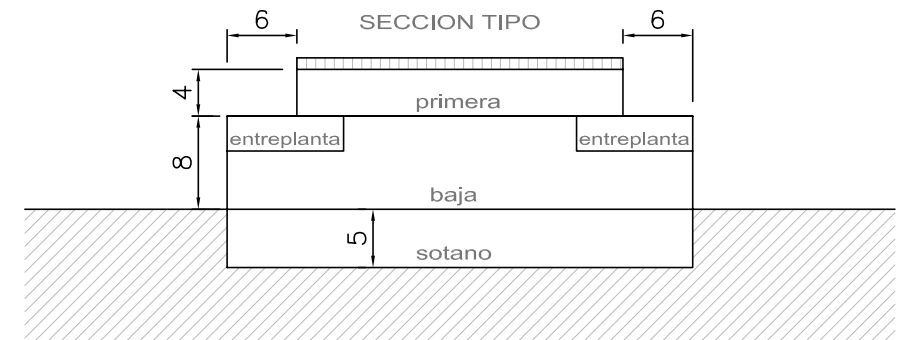 6 SECCION TIPO 6
4 primera
entreplanta entreplanta
8
baja
5
sotano